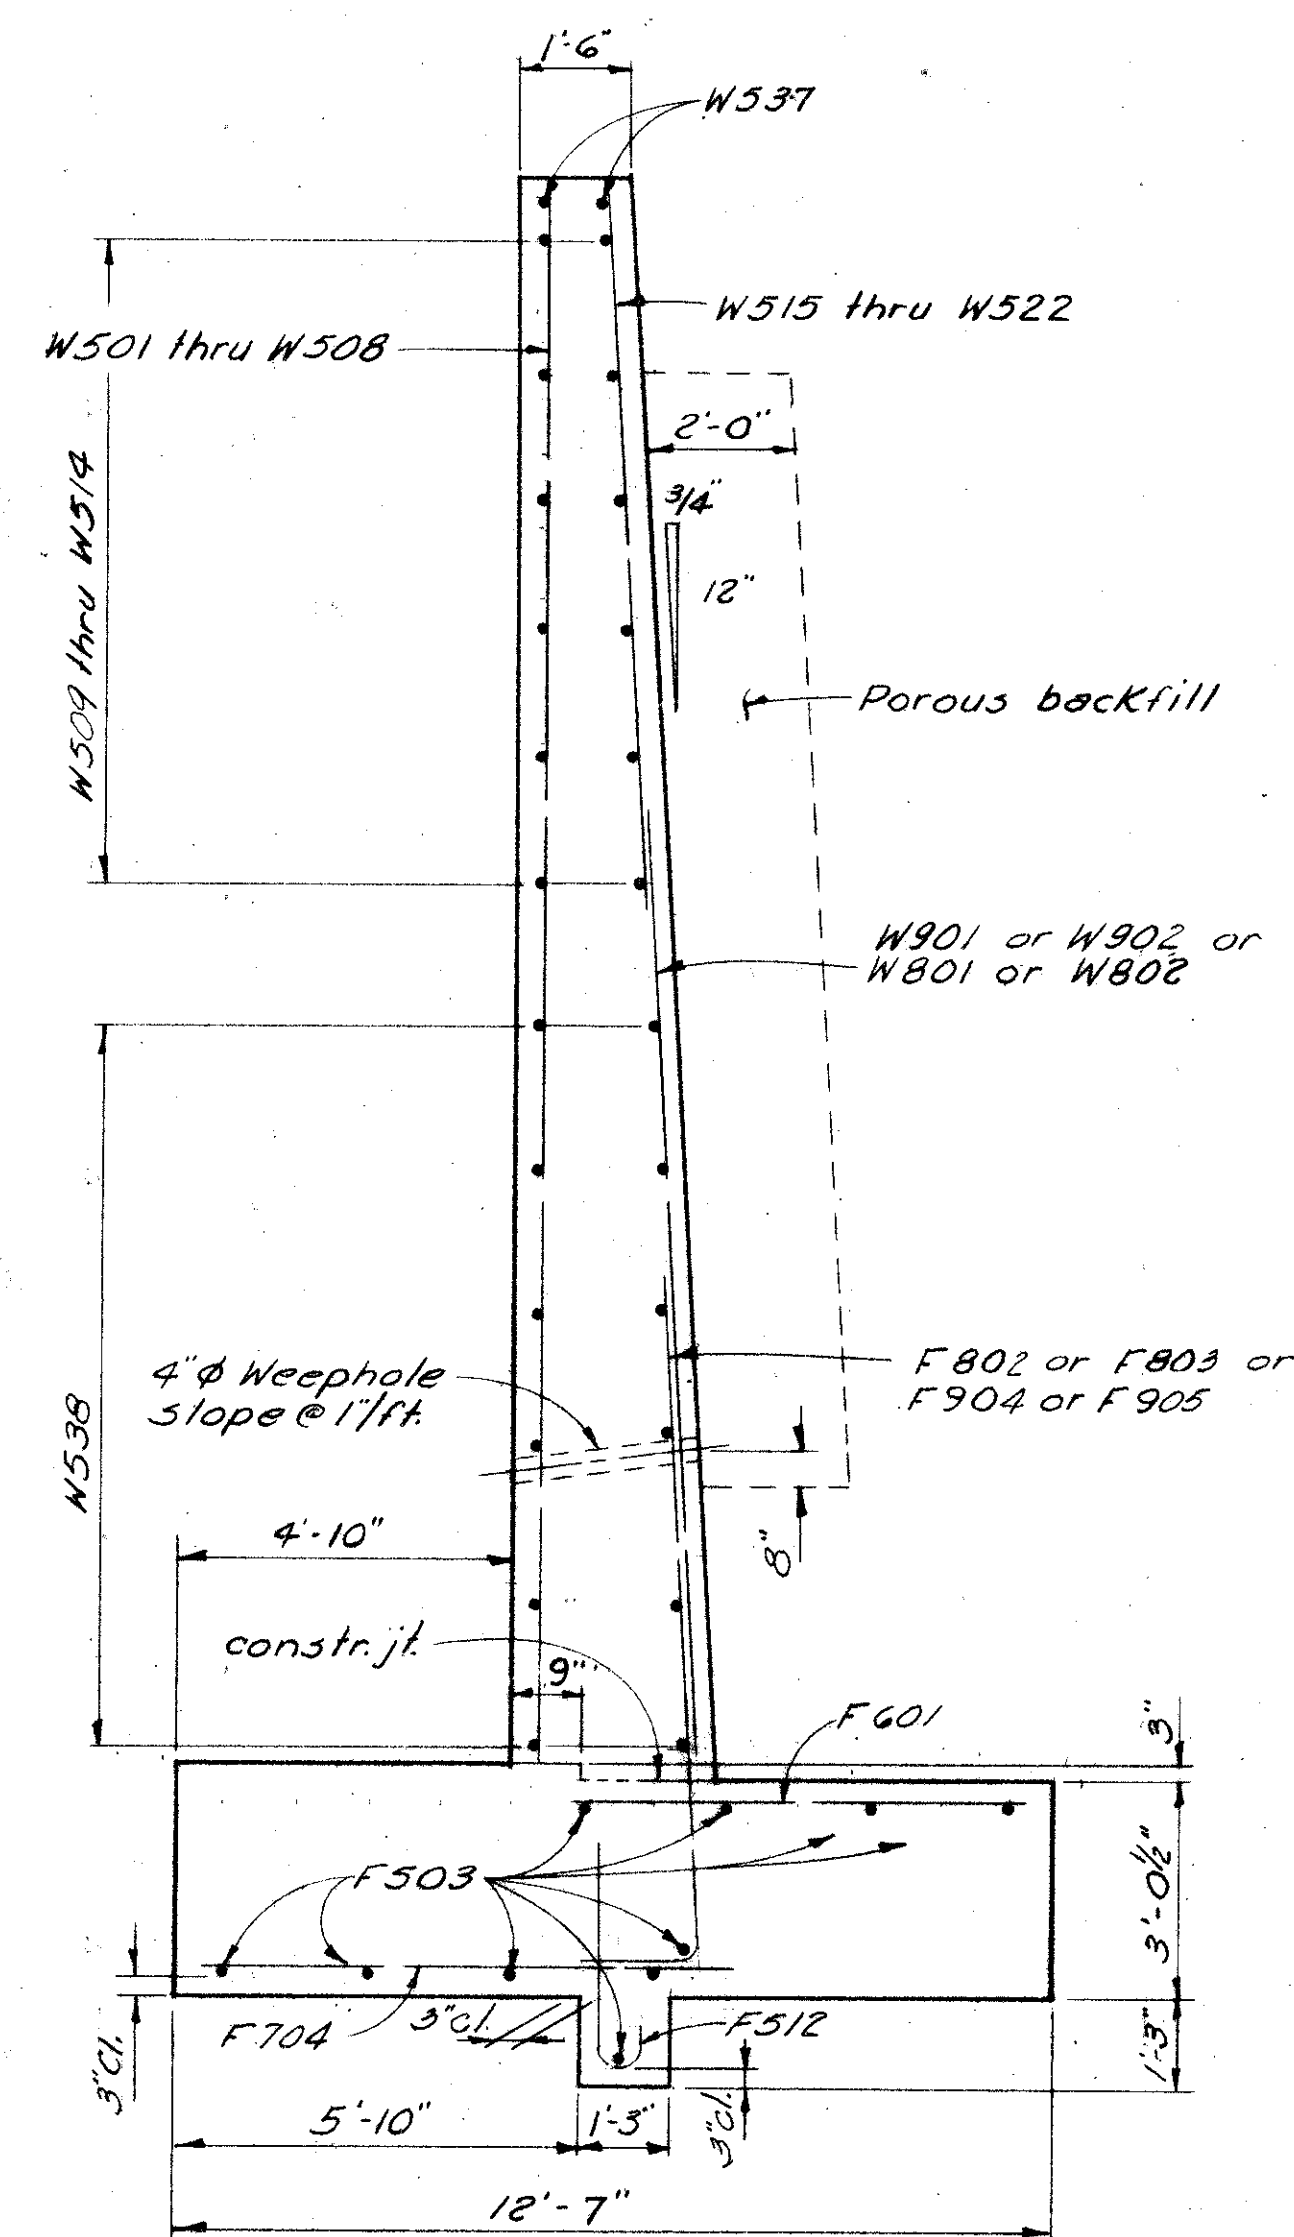 1'-6"
W537
W515 thru W522
W501 thru W508
2'-0"
3/4"
12"
W509 thru W514
Porous backfill
W901 or W902 or
W801 or W802
F802 or F803 or
F904 or F905
4"φ Weephole
slope @ 1"/ft.
W538
4'-10"
8"
constr. jt.
9"
F601
3"
F503
3'-0½"
F704
3"cl.
F512
3"cl.
1'-3"
5'-10"
1'-3"
3"cl.
12'-7"